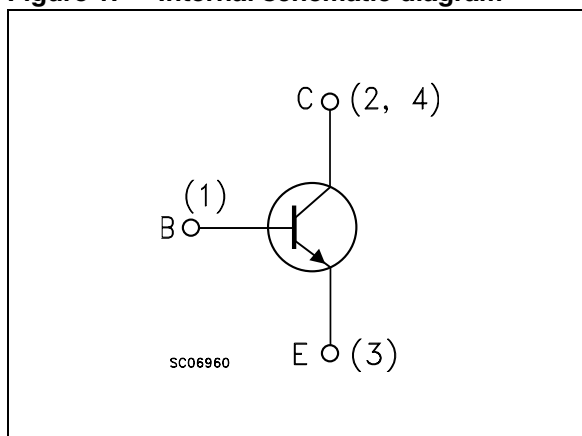 Figure 1. Internal schematic diagram
C (2, 4)
(1)
B
E (3)
SC06960